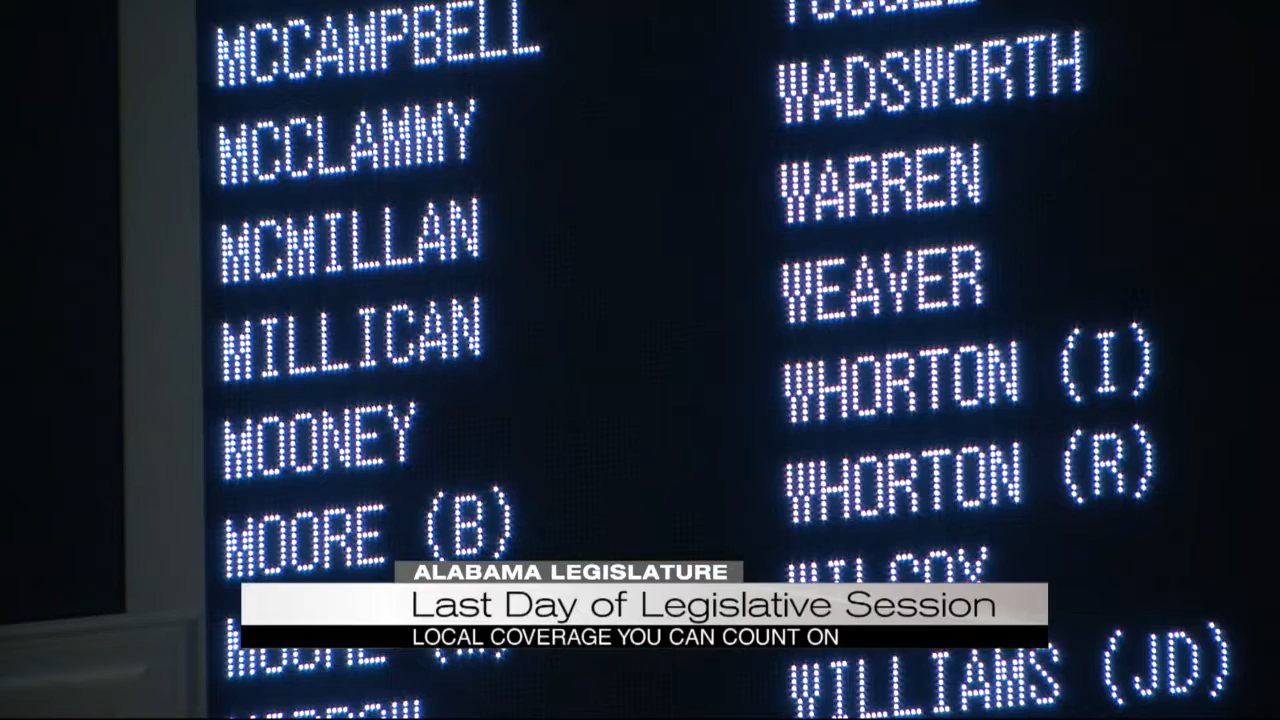 MCCAMPBELL
MCCLAMMY
MCMILLAN
MILLICAN
MOONEY
MOORE (B)
WADSWORTH
WARREN
WEAVER
WHORTON (I)
WHORTON (R)
WILCOX
WILLIAMS (JD)
ALABAMA LEGISLATURE
Last Day of Legislative Session
LOCAL COVERAGE YOU CAN COUNT ON